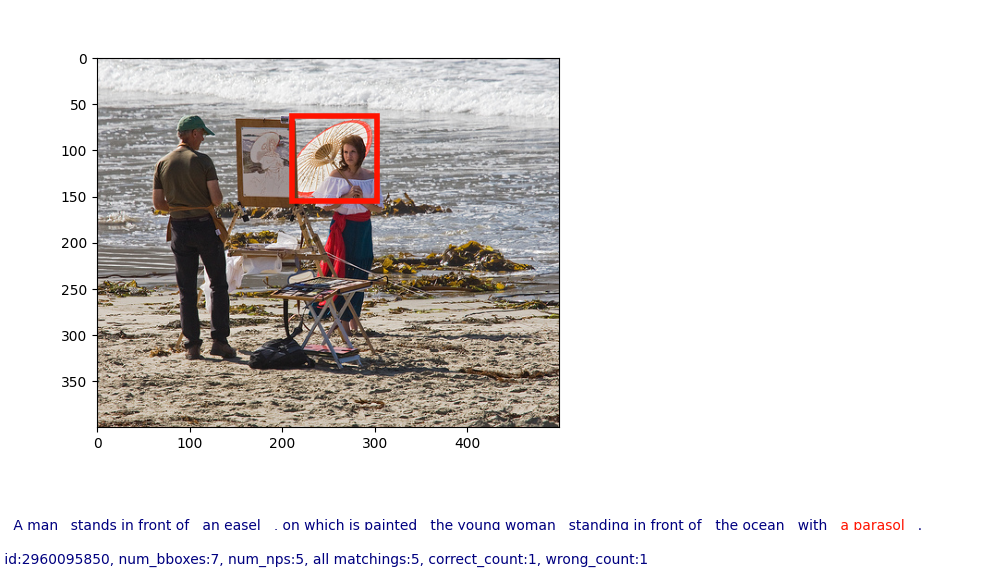 0
50
100
150
200
250
300
350
0 100 200 300 400
A man stands in front of an easel , on which is painted the young woman standing in front of the ocean with a parasol .
id:2960095850, num_bboxes:7, num_nps:5, all matchings:5, correct_count:1, wrong_count:1